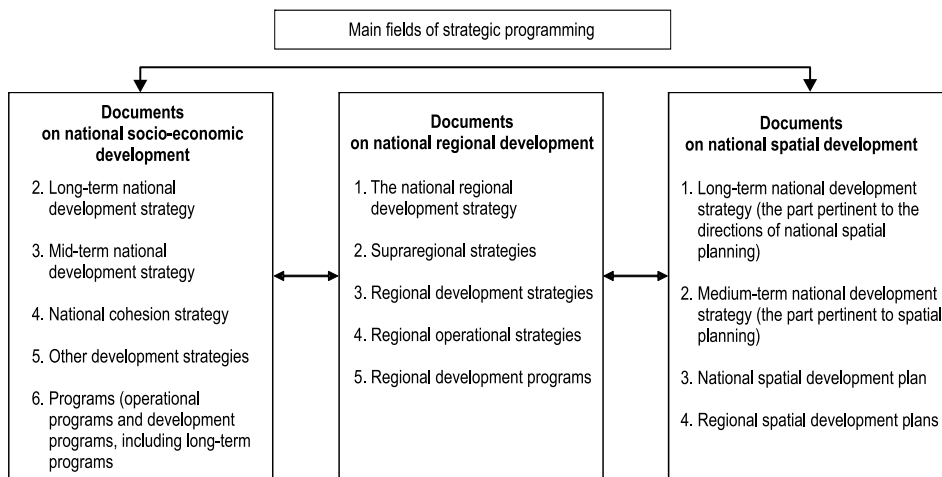 Main fields of strategic programming
Documents
on national socio-economic
development
2. Long-term national
development strategy
3. Mid-term national
development strategy
4. National cohesion strategy
5. Other development strategies
6. Programs (operational
programs and development
programs, including long-term
programs
Documents
on national regional development
1. The national regional
development strategy
2. Supraregional strategies
3. Regional development strategies
4. Regional operational strategies
5. Regional development programs
Documents
on national spatial development
1. Long-term national development
strategy (the part pertinent to the
directions of national spatial
planning)
2. Medium-term national development
strategy (the part pertinent to spatial
planning)
3. National spatial development plan
4. Regional spatial development plans